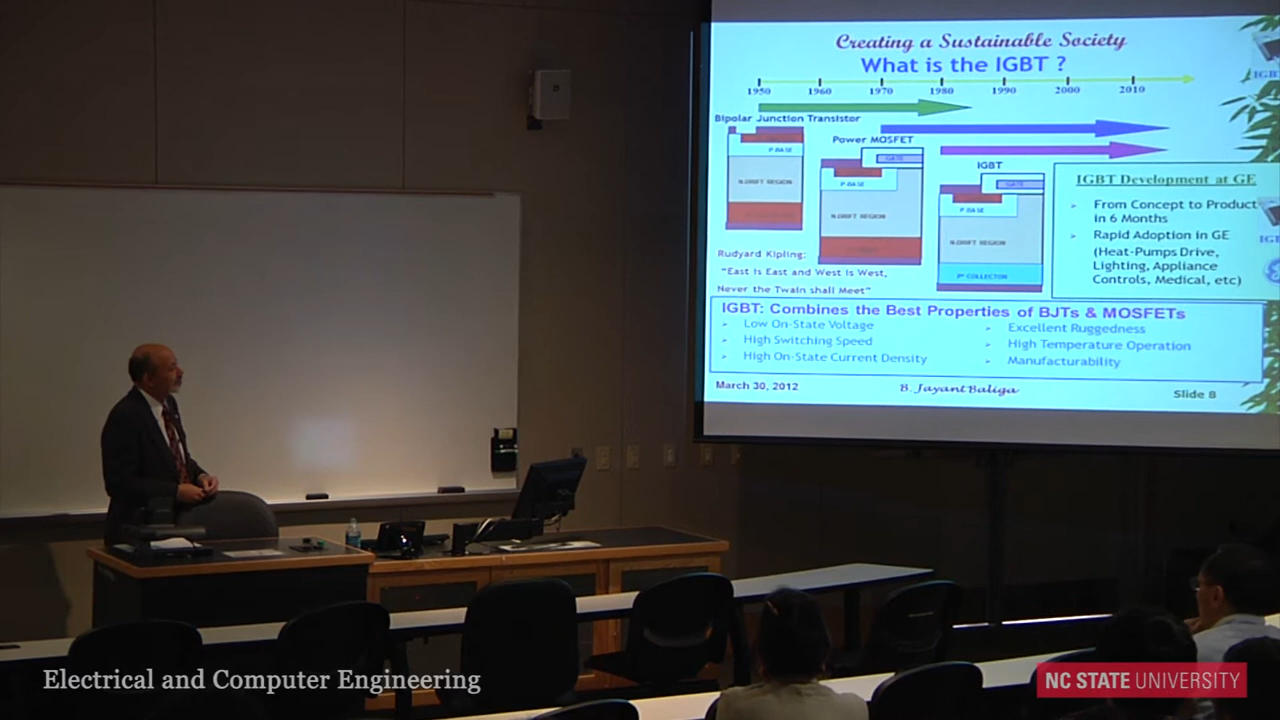 Creating a Sustainable Society
What is the IGBT ?
1950 1960 1970 1980 1990 2000 2010
Bipolar Junction Transistor
Power MOSFET
IGBT
P-BASE
N-DRIFT REGION
GATE
P-BASE
N-DRIFT REGION
GATE
P-BASE
N-DRIFT REGION
P+ COLLECTOR
IGBT Development at GE
From Concept to Product
in 6 Months
Rapid Adoption in GE
(Heat-Pumps Drive,
Lighting, Appliance
Controls, Medical, etc)
Rudyard Kipling:
"East is East and West is West,
Never the Twain shall Meet"
IGBT: Combines the Best Properties of BJTs & MOSFETs
Low On-State Voltage
High Switching Speed
High On-State Current Density
Excellent Ruggedness
High Temperature Operation
Manufacturability
March 30, 2012
B. Jayant Baliga
Slide 8
Electrical and Computer Engineering
NC STATE UNIVERSITY